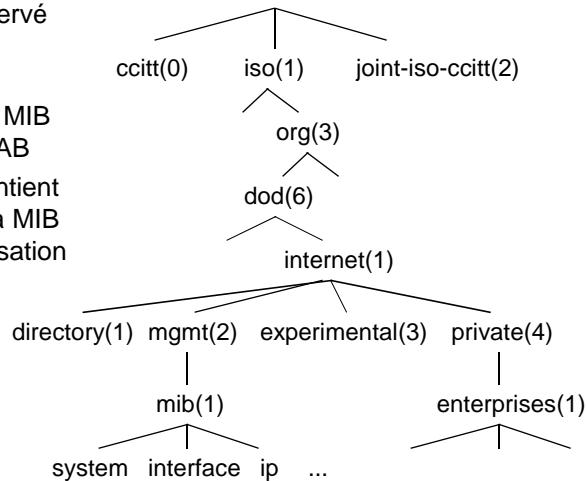 ervé
ccitt(0) iso(1) joint-iso-ccitt(2)
MIB
AB
org(3)
ntient
dod(6)
a MIB
sation
internet(1)
directory(1) mgmt(2) experimental(3) private(4)
mib(1) enterprises(1)
system interface ip ...